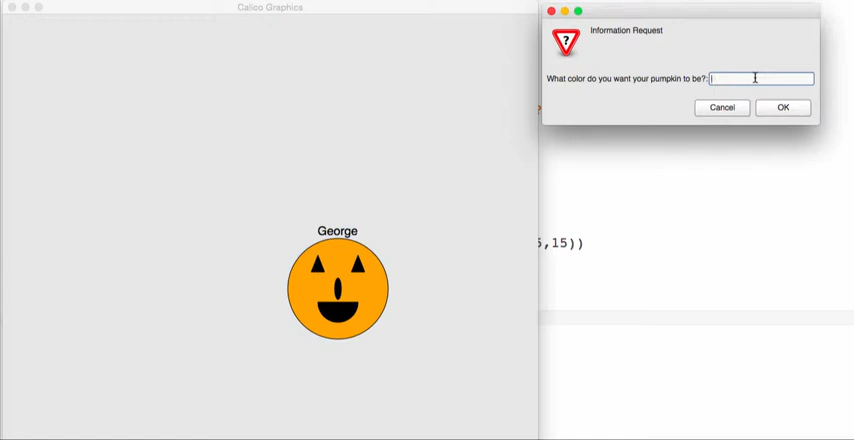 Calico Graphics
Information Request
?
What color do you want your pumpkin to be?:
Cancel
OK
George
,15))